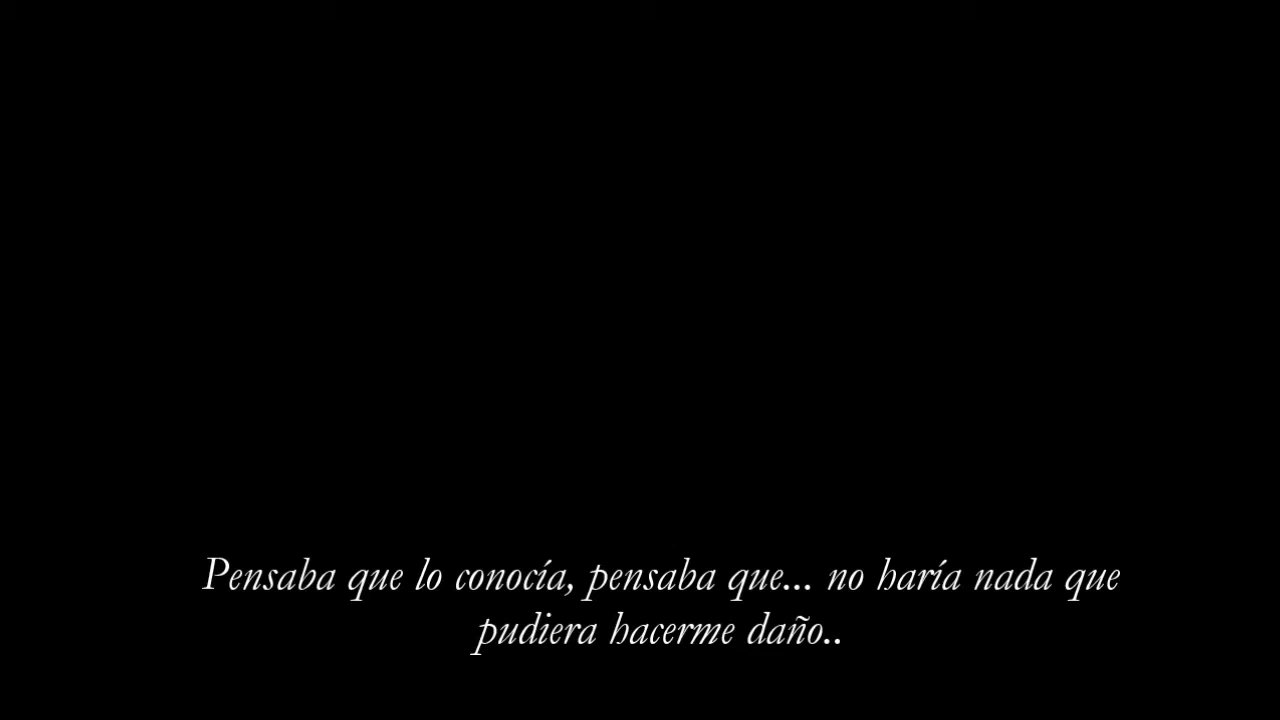 Pensaba que lo conocía, pensaba que... no haría nada que
pudiera hacerme daño..